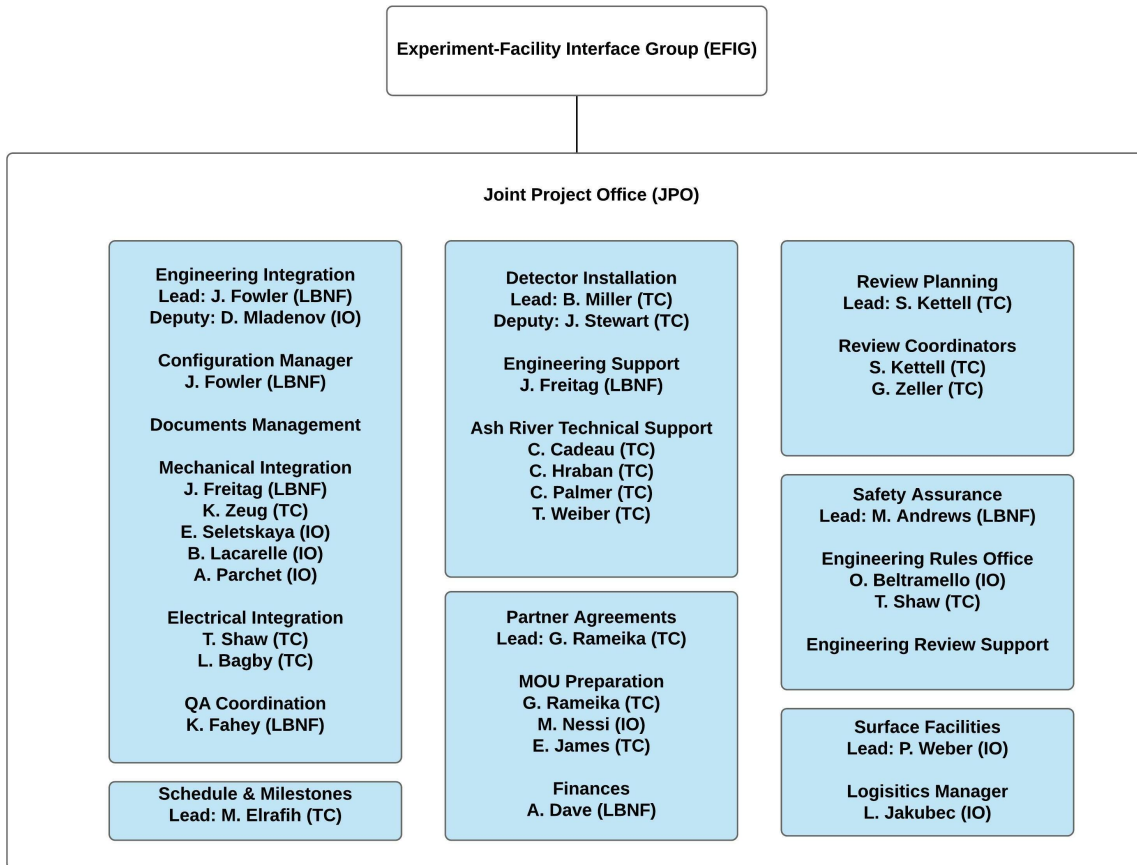 Experiment-Facility Interface Group (EFIG)
Joint Project Office (JPO)
Engineering Integration
Lead: J. Fowler (LBNF)
Deputy: D. Mladenov (IO)
Configuration Manager
J. Fowler (LBNF)
Documents Management
Mechanical Integration
J. Freitag (LBNF)
K. Zeug (TC)
E. Seletskaya (IO)
B. Lacarelle (IO)
A. Parchet (IO)
Electrical Integration
T. Shaw (TC)
L. Bagby (TC)
QA Coordination
K. Fahey (LBNF)
Schedule & Milestones
Lead: M. Elrafih (TC)
Detector Installation
Lead: B. Miller (TC)
Deputy: J. Stewart (TC)
Engineering Support
J. Freitag (LBNF)
Ash River Technical Support
C. Cadeau (TC)
C. Hraban (TC)
C. Palmer (TC)
T. Weiber (TC)
Partner Agreements
Lead: G. Rameika (TC)
MOU Preparation
G. Rameika (TC)
M. Nessi (IO)
E. James (TC)
Finances
A. Dave (LBNF)
Review Planning
Lead: S. Kettell (TC)
Review Coordinators
S. Kettell (TC)
G. Zeller (TC)
Safety Assurance
Lead: M. Andrews (LBNF)
Engineering Rules Office
O. Beltramello (IO)
T. Shaw (TC)
Engineering Review Support
Surface Facilities
Lead: P. Weber (IO)
Logisitics Manager
L. Jakubec (IO)